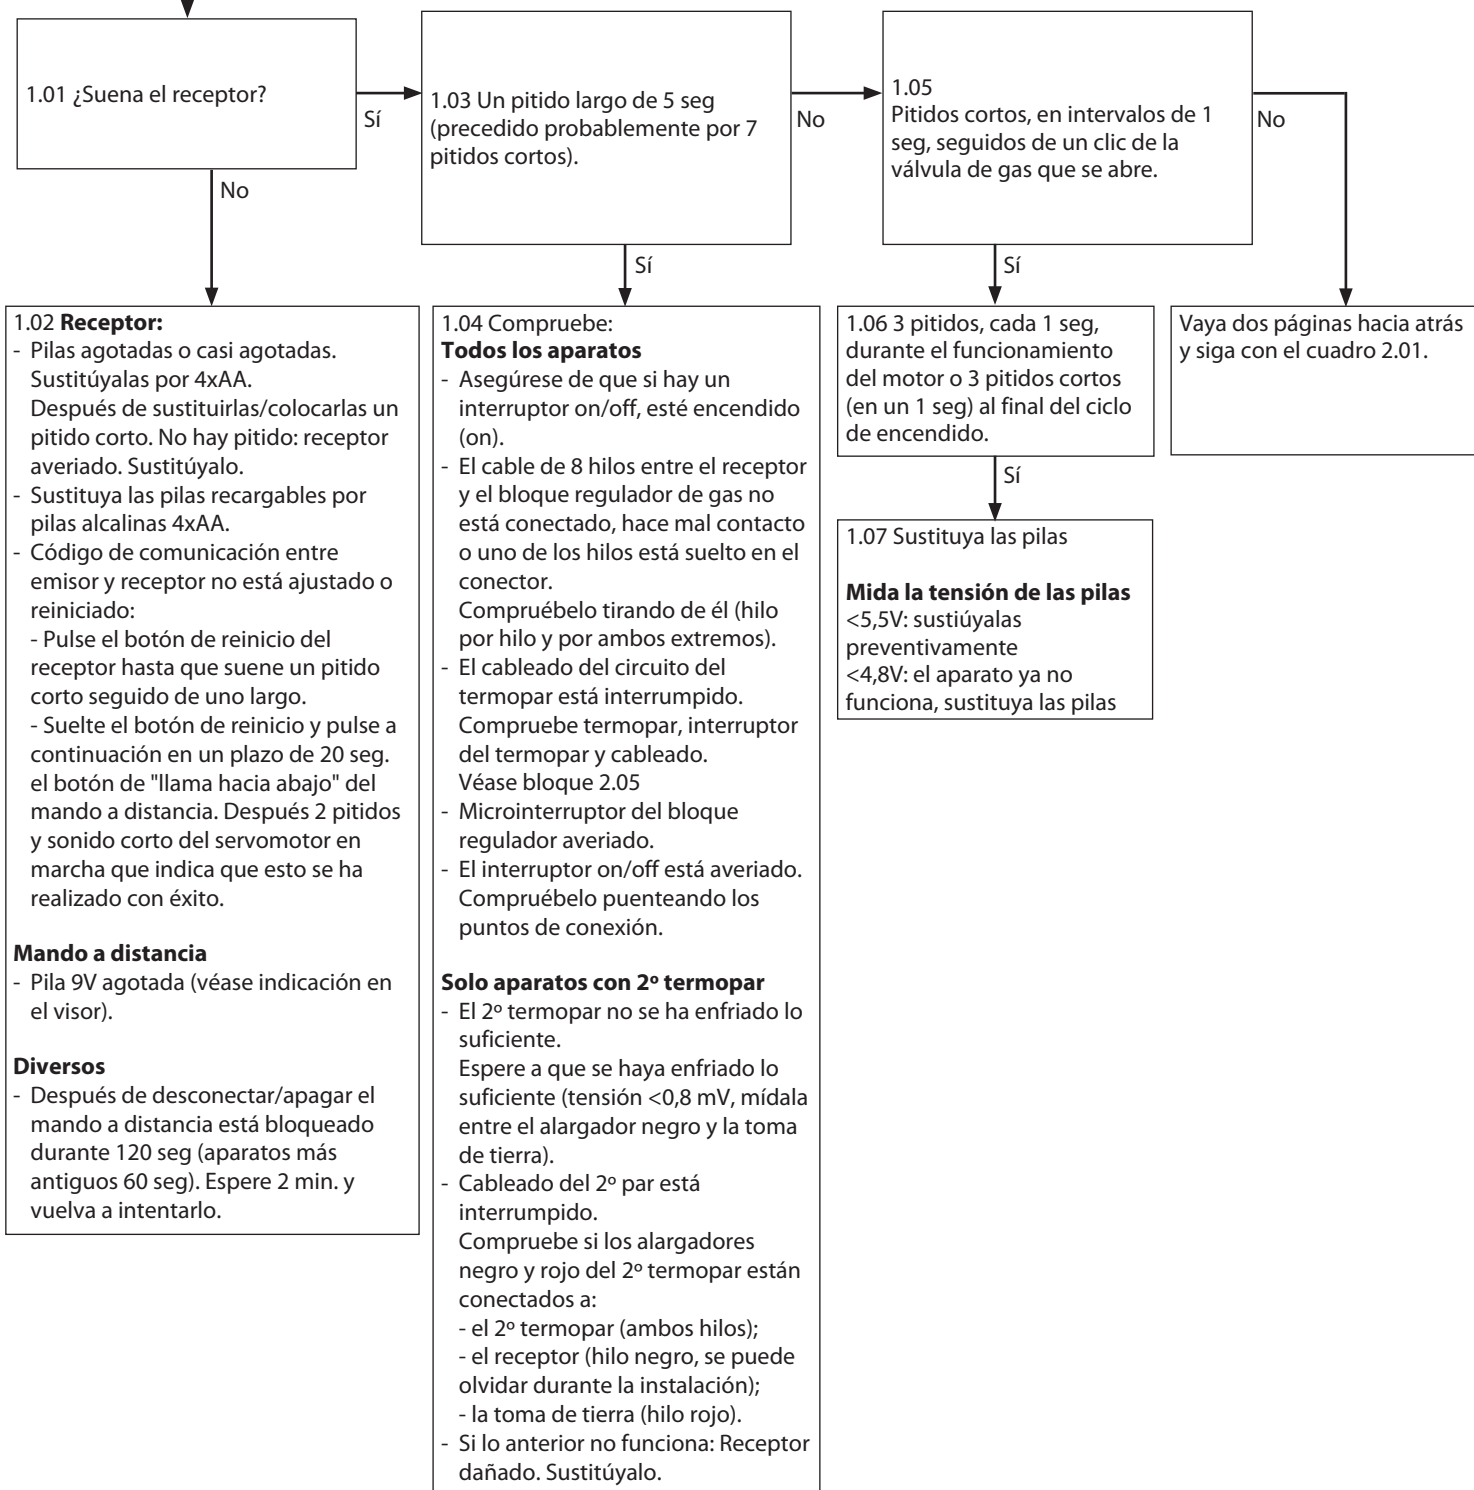 1.01 ¿Suena el receptor?
Sí
No
1.03 Un pitido largo de 5 seg
(precedido probablemente por 7
pitidos cortos).
No
Sí
1.05
Pitidos cortos, en intervalos de 1
seg, seguidos de un clic de la
válvula de gas que se abre.
No
Sí
1.02 Receptor:
- Pilas agotadas o casi agotadas.
Sustitúyalas por 4xAA.
Después de sustituirlas/colocarlas un
pitido corto. No hay pitido: receptor
averiado. Sustitúyalo.
- Sustituya las pilas recargables por
pilas alcalinas 4xAA.
- Código de comunicación entre
emisor y receptor no está ajustado o
reiniciado:
- Pulse el botón de reinicio del
receptor hasta que suene un pitido
corto seguido de uno largo.
- Suelte el botón de reinicio y pulse a
continuación en un plazo de 20 seg.
el botón de "llama hacia abajo" del
mando a distancia. Después 2 pitidos
y sonido corto del servomotor en
marcha que indica que esto se ha
realizado con éxito.
Mando a distancia
- Pila 9V agotada (véase indicación en
el visor).
Diversos
- Después de desconectar/apagar el
mando a distancia está bloqueado
durante 120 seg (aparatos más
antiguos 60 seg). Espere 2 min. y
vuelva a intentarlo.
1.04 Compruebe:
Todos los aparatos
- Asegúrese de que si hay un
interruptor on/off, esté encendido
(on).
- El cable de 8 hilos entre el receptor
y el bloque regulador de gas no
está conectado, hace mal contacto
o uno de los hilos está suelto en el
conector.
Compruébelo tirando de él (hilo
por hilo y por ambos extremos).
- El cableado del circuito del
termopar está interrumpido.
Compruebe termopar, interruptor
del termopar y cableado.
Véase bloque 2.05
- Microinterruptor del bloque
regulador averiado.
- El interruptor on/off está averiado.
Compruébelo puenteando los
puntos de conexión.
Solo aparatos con 2º termopar
- El 2º termopar no se ha enfriado lo
suficiente.
Espere a que se haya enfriado lo
suficiente (tensión <0,8 mV, mídala
entre el alargador negro y la toma
de tierra).
- Cableado del 2º par está
interrumpido.
Compruebe si los alargadores
negro y rojo del 2º termopar están
conectados a:
- el 2º termopar (ambos hilos);
- el receptor (hilo negro, se puede
olvidar durante la instalación);
- la toma de tierra (hilo rojo).
- Si lo anterior no funciona: Receptor
dañado. Sustitúyalo.
1.06 3 pitidos, cada 1 seg,
durante el funcionamiento
del motor o 3 pitidos cortos
(en un 1 seg) al final del ciclo
de encendido.
Sí
1.07 Sustituya las pilas
Mida la tensión de las pilas
<5,5V: sustiúyalas
preventivamente
<4,8V: el aparato ya no
funciona, sustituya las pilas
Vaya dos páginas hacia atrás
y siga con el cuadro 2.01.